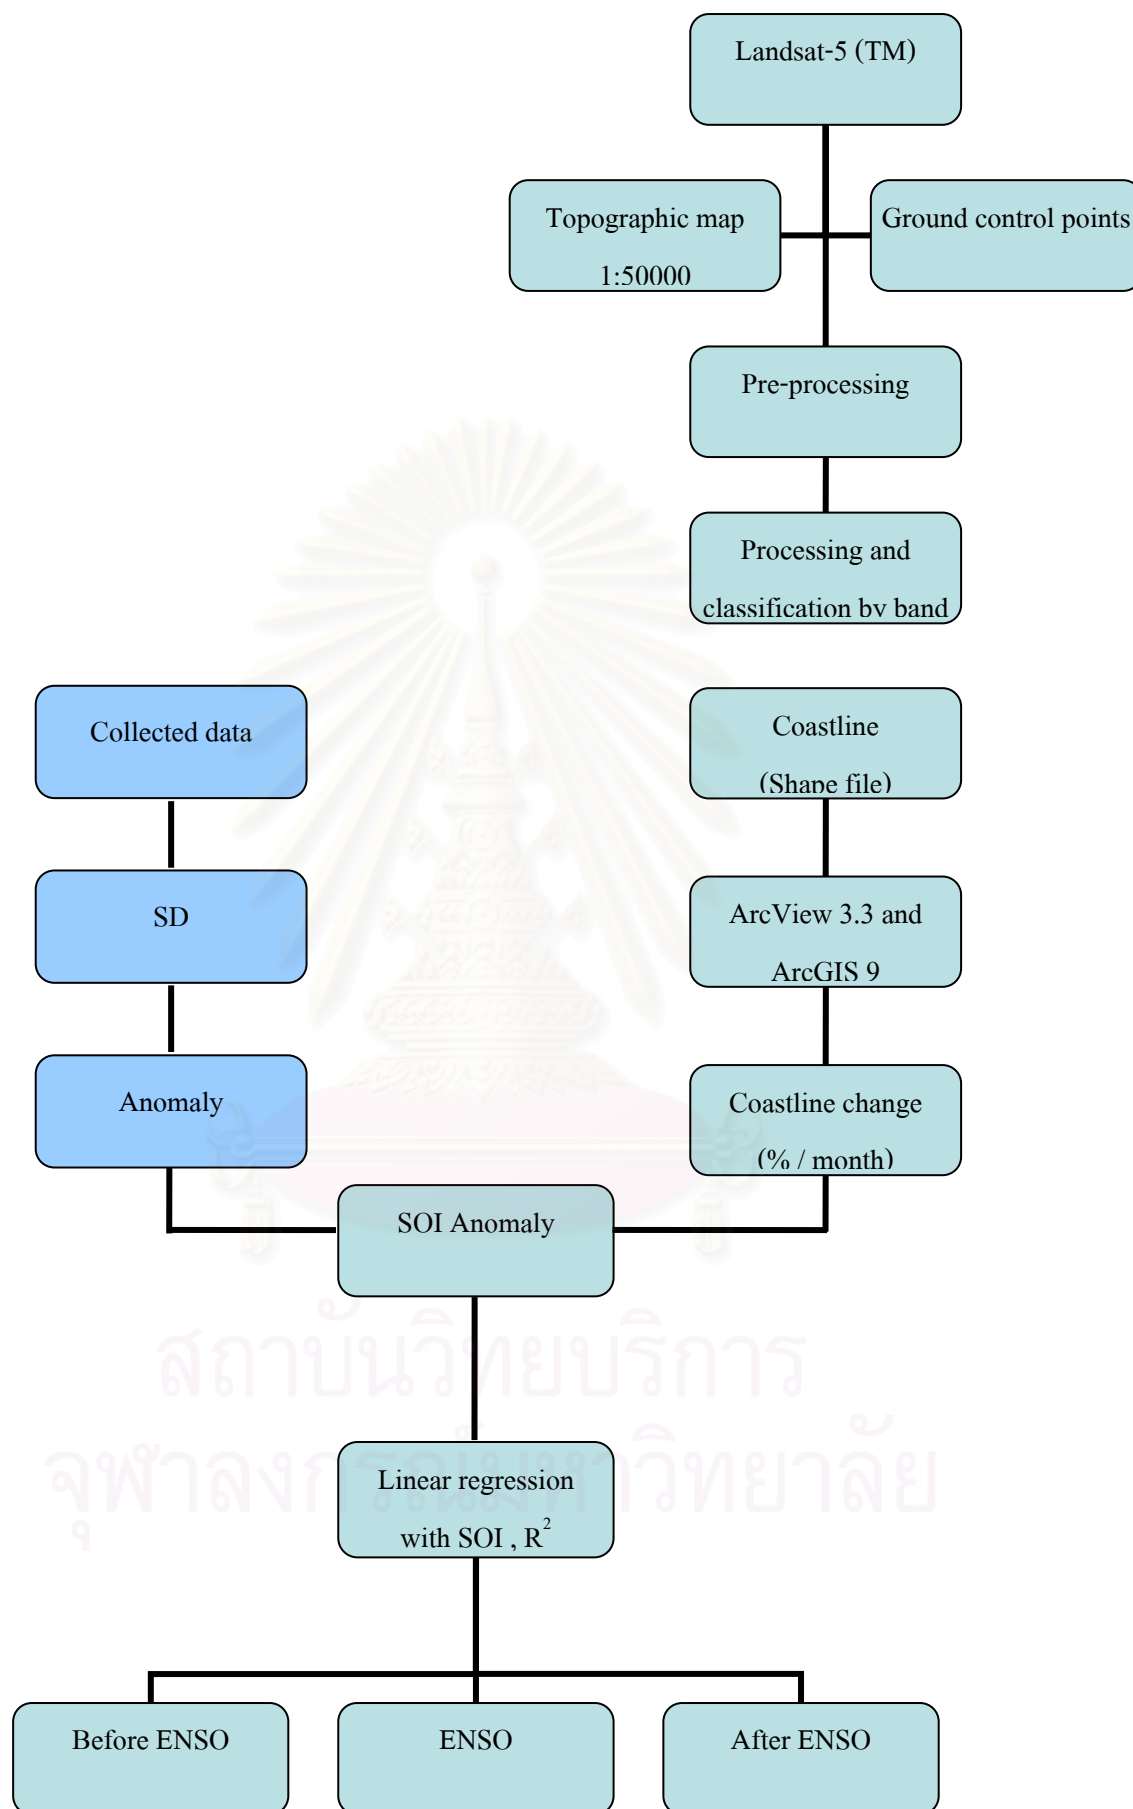 Landsat-5 (TM)
Topographic map
1:50000
Ground control points
Pre-processing
Processing and
classification by band
Collected data
Coastline
(Shape file)
SD
ArcView 3.3 and
ArcGIS 9
Anomaly
Coastline change
(% / month)
SOI Anomaly
สถาบันวิทยบริการ
จุฬาลงกรณ์มหาวิทยาลัย
Linear regression
with SOI , R²
Before ENSO
ENSO
After ENSO